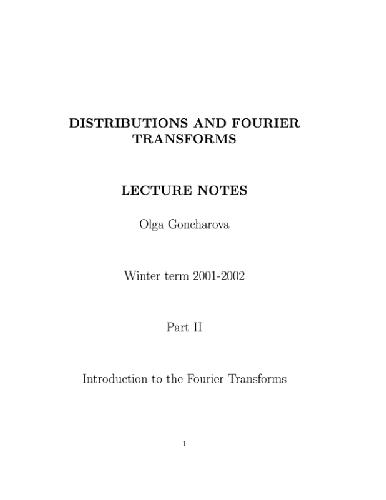 DISTRIBUTIONS AND FOURIER
TRANSFORMS
LECTURE NOTES
Olga Goncharova
Winter term 2001-2002
Part II
Introduction to the Fourier Transforms
1